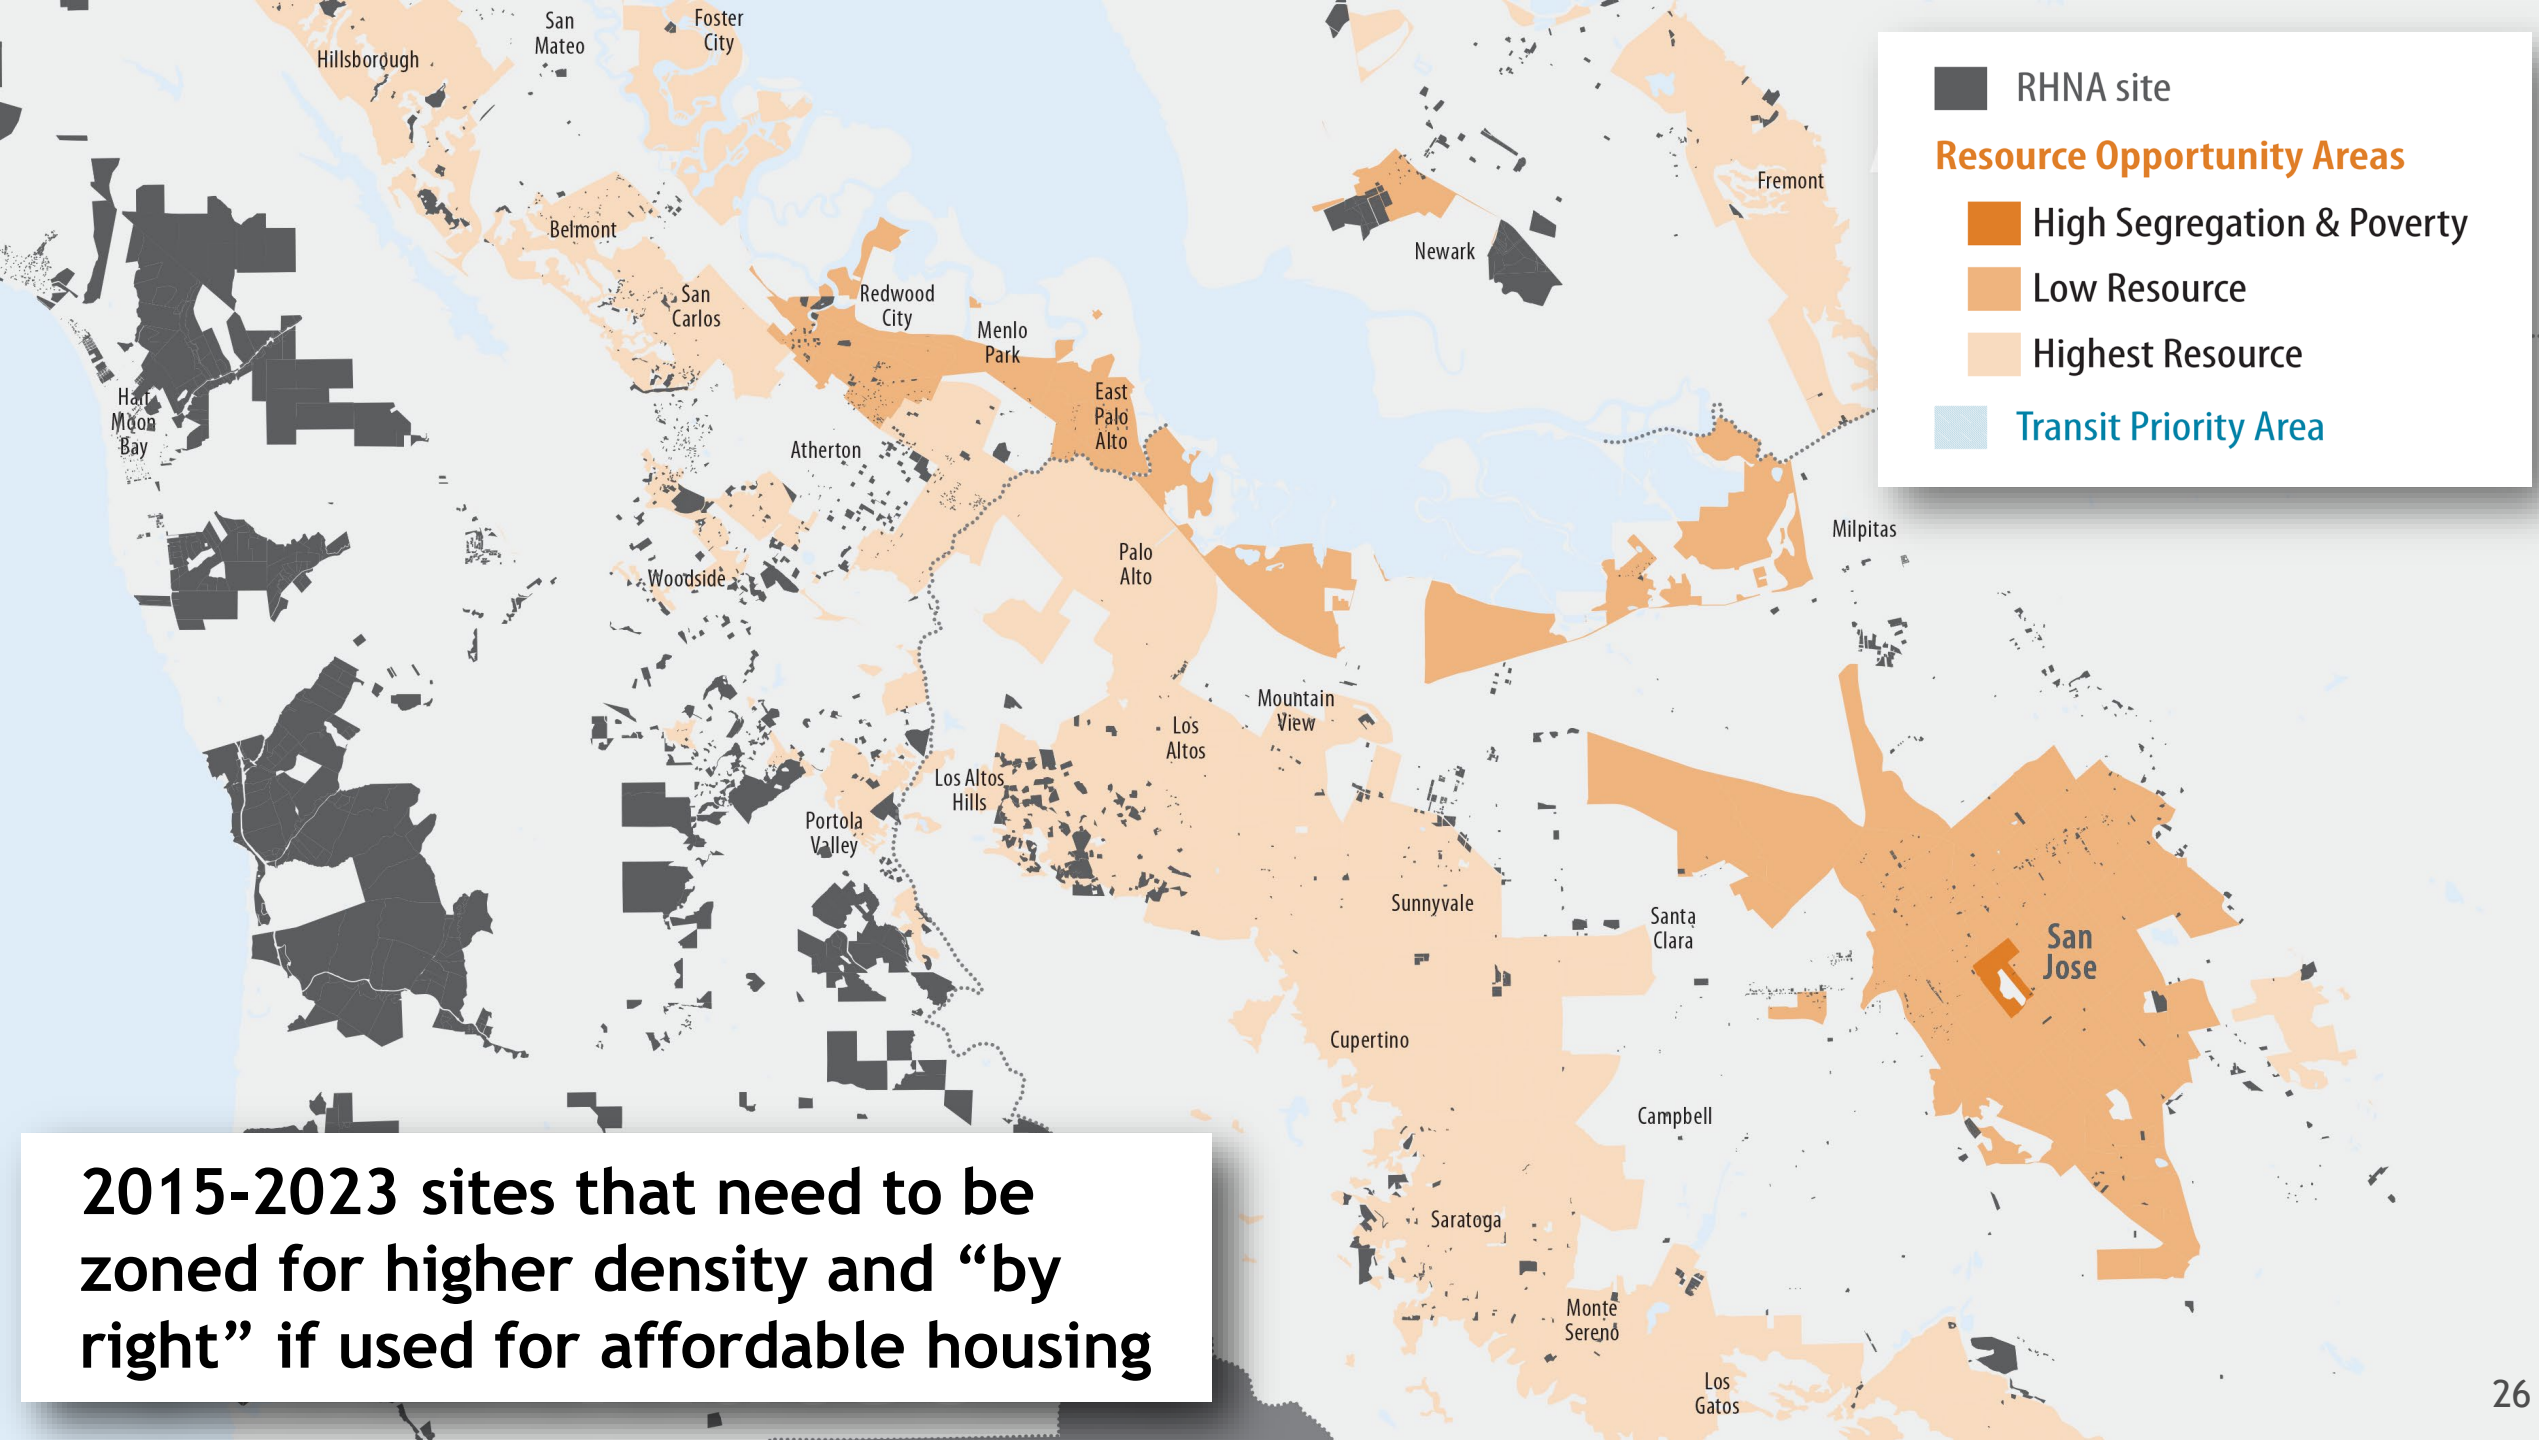 San
Mateo
Foster
City
Hillsborough
Belmont
San
Carlos
Redwood
City
Menlo
Park
East
Palo
Alto
Atherton
Half
Moon
Bay
Woodside
Palo
Alto
Newark
Fremont
Milpitas
Mountain
View
Los
Altos
Los Altos
Hills
Portola
Valley
Sunnyvale
Santa
Clara
San
Jose
Cupertino
Campbell
Saratoga
Monte
Sereno
Los
Gatos
RHNA site
Resource Opportunity Areas
High Segregation & Poverty
Low Resource
Highest Resource
Transit Priority Area
2015-2023 sites that need to be
zoned for higher density and “by
right” if used for affordable housing
26